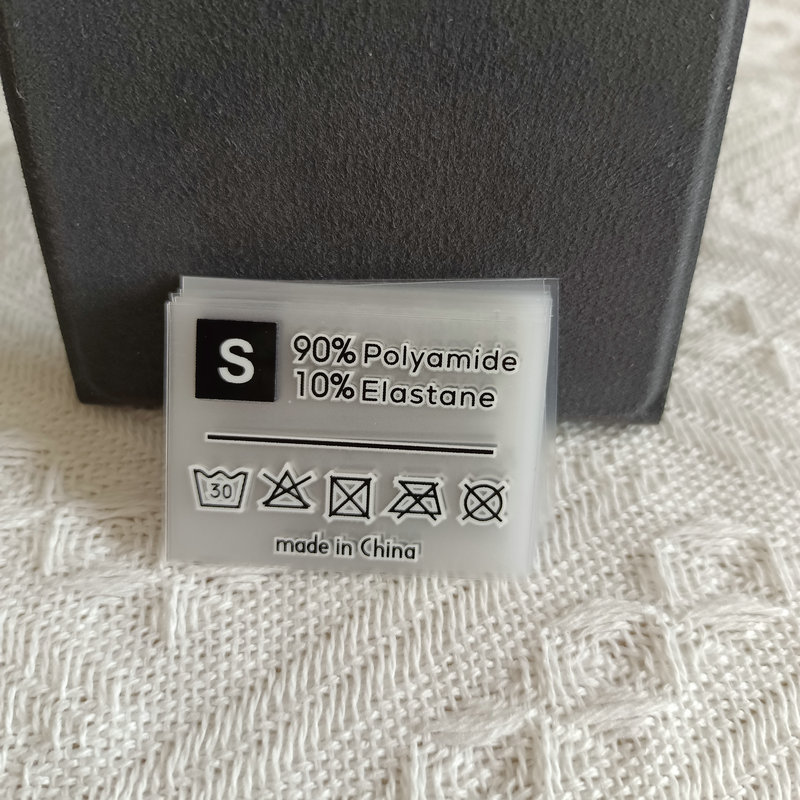 S
90% Polyamide
10% Elastane
30
made in China